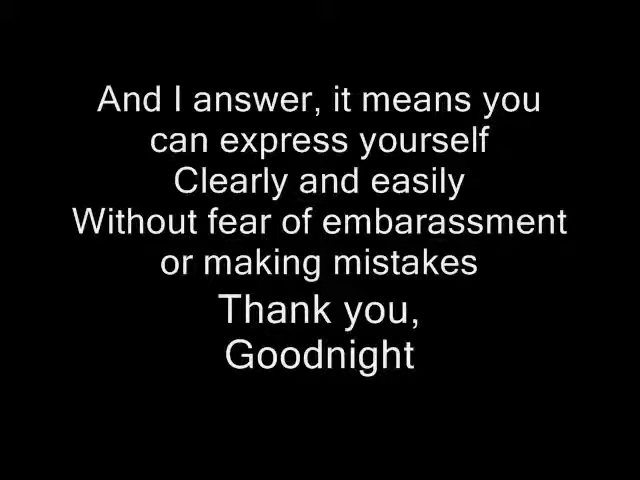 And I answer, it means you
can express yourself
Clearly and easily
Without fear of embarassment
or making mistakes
Thank you,
Goodnight